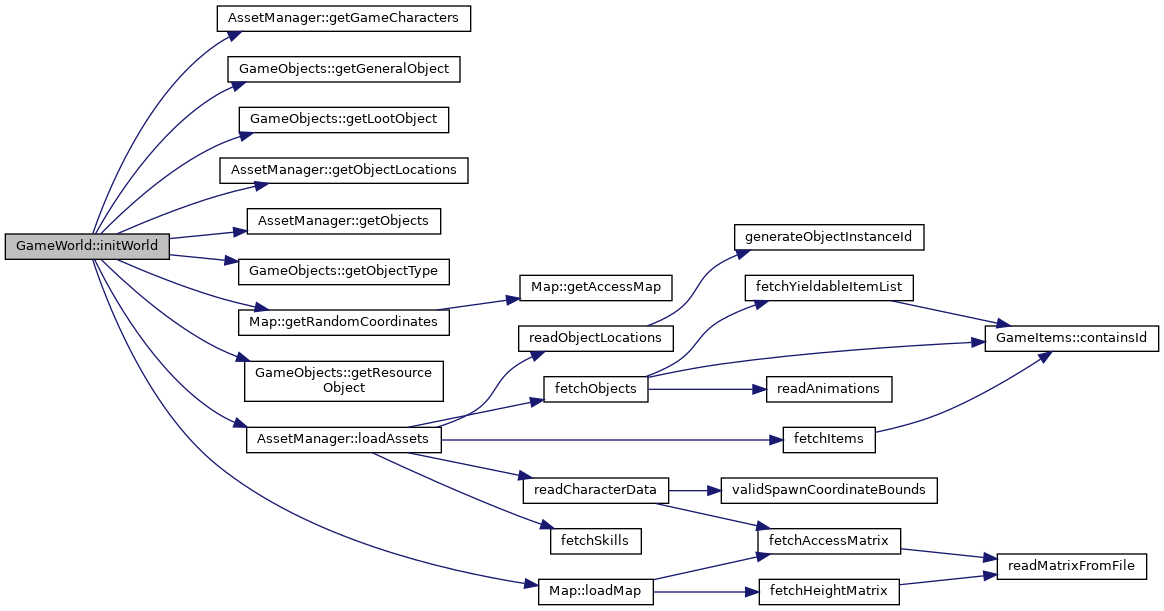 AssetManager::getGameCharacters
GameObjects::getGeneralObject
GameObjects::getLootObject
AssetManager::getObjectLocations
AssetManager::getObjects
generateObjectInstanceId
GameWorld::initWorld
GameObjects::getObjectType
Map::getAccessMap
fetchYieldableItemList
Map::getRandomCoordinates
readObjectLocations
GameItems::containsId
GameObjects::getResource
Object
fetchObjects
readAnimations
AssetManager::loadAssets
fetchItems
readCharacterData
validSpawnCoordinateBounds
fetchSkills
fetchAccessMatrix
readMatrixFromFile
Map::loadMap
fetchHeightMatrix